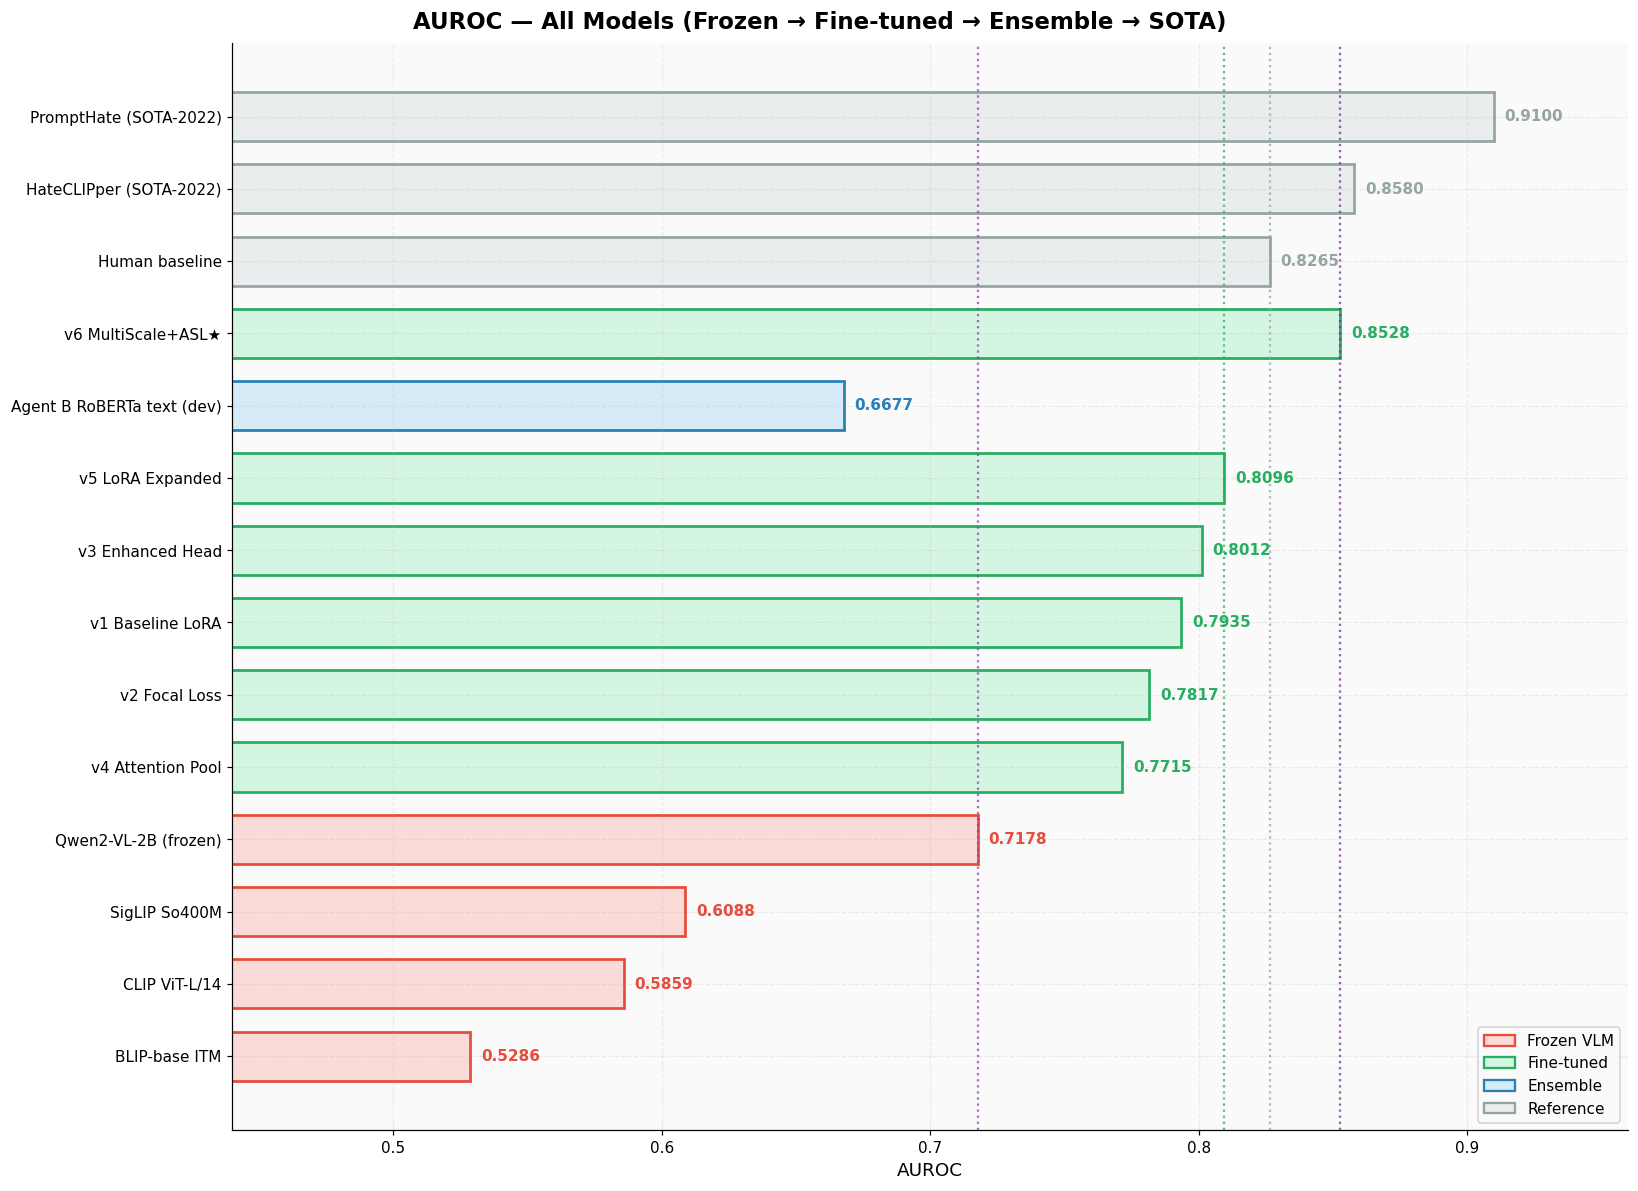 AUROC — All Models (Frozen → Fine-tuned → Ensemble → SOTA)
PromptHate (SOTA-2022) 0.9100
HateCLIPper (SOTA-2022) 0.8580
Human baseline 0.8265
v6 MultiScale+ASL★ 0.8528
Agent B RoBERTa text (dev) 0.6677
v5 LoRA Expanded 0.8096
v3 Enhanced Head 0.8012
v1 Baseline LoRA 0.7935
v2 Focal Loss 0.7817
v4 Attention Pool 0.7715
Qwen2-VL-2B (frozen) 0.7178
SigLIP So400M 0.6088
CLIP ViT-L/14 0.5859
BLIP-base ITM 0.5286
Frozen VLM
Fine-tuned
Ensemble
Reference
0.5 0.6 0.7 0.8 0.9
AUROC